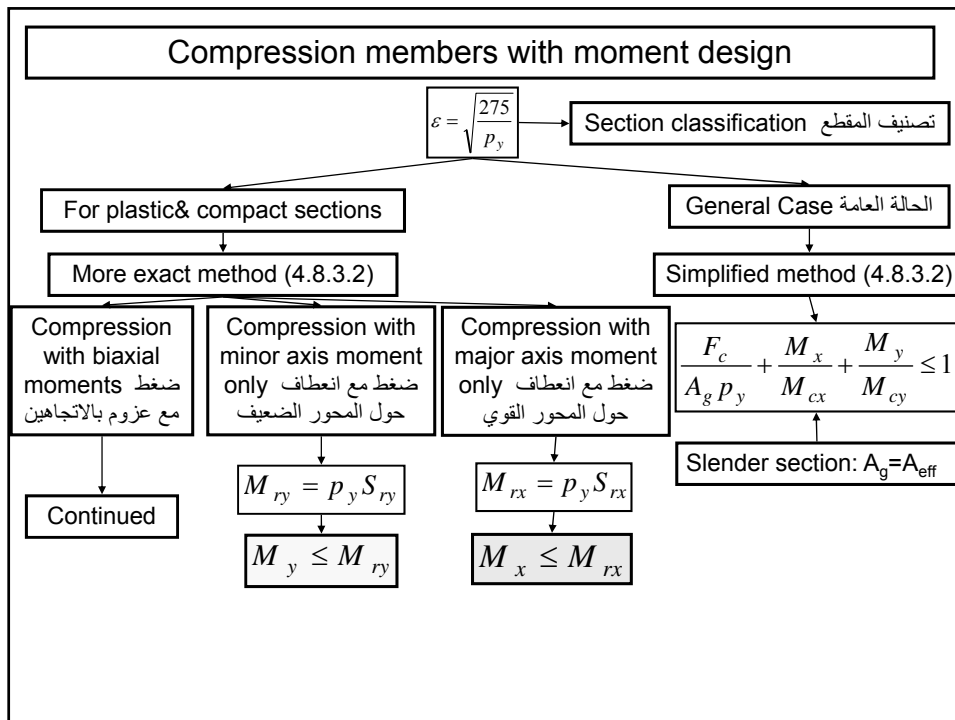 Compression members with moment design
ε = √(275 / p_y)
Section classification تصنيف المقطع
For plastic& compact sections
General Case الحالة العامة
More exact method (4.8.3.2)
Simplified method (4.8.3.2)
Compression
with biaxial
moments ضغط
مع عزوم بالاتجاهين
Compression with
minor axis moment
only ضغط مع انعطاف
حول المحور الضعيف
Compression with
major axis moment
only ضغط مع انعطاف
حول المحور القوي
F_c / (A_g p_y) + M_x / M_cx + M_y / M_cy ≤ 1
Slender section: A_g=A_eff
Continued
M_ry = p_y S_ry
M_rx = p_y S_rx
M_y ≤ M_ry
M_x ≤ M_rx